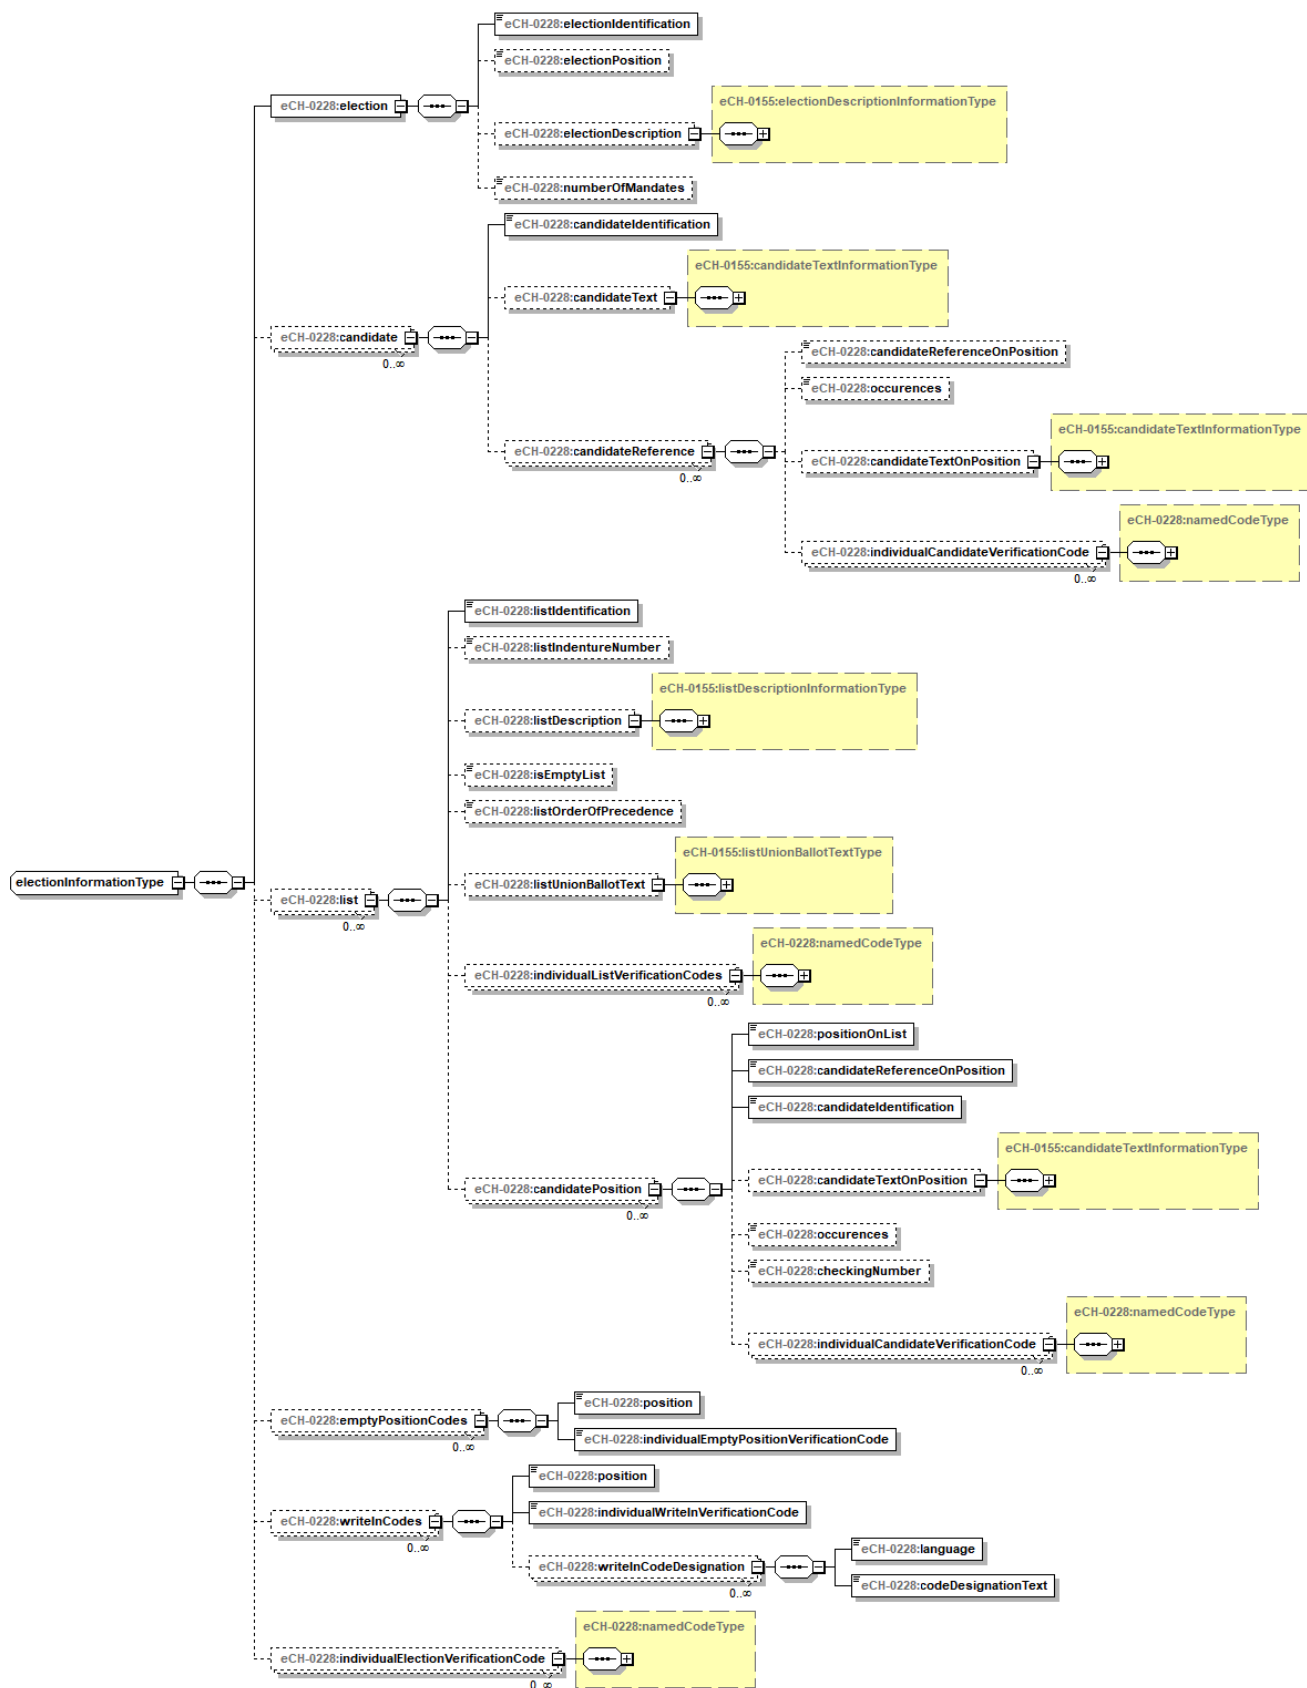 eCH-0228:electionIdentification
eCH-0228:electionPosition
eCH-0155:electionDescriptionInformationType
eCH-0228:election
eCH-0228:electionDescription
eCH-0228:numberOfMandates
eCH-0228:candidateIdentification
eCH-0155:candidateTextInformationType
eCH-0228:candidateText
eCH-0228:candidate
0..∞
eCH-0228:candidateReferenceOnPosition
eCH-0228:occurences
eCH-0155:candidateTextInformationType
eCH-0228:candidateReference
0..∞
eCH-0228:candidateTextOnPosition
eCH-0228:namedCodeType
eCH-0228:individualCandidateVerificationCode
0..∞
eCH-0228:listIdentification
eCH-0228:listIndentureNumber
eCH-0155:listDescriptionInformationType
eCH-0228:listDescription
eCH-0228:isEmptyList
eCH-0228:listOrderOfPrecedence
eCH-0155:listUnionBallotTextType
electionInformationType
eCH-0228:list
0..∞
eCH-0228:listUnionBallotText
eCH-0228:namedCodeType
eCH-0228:individualListVerificationCodes
0..∞
eCH-0228:positionOnList
eCH-0228:candidateReferenceOnPosition
eCH-0228:candidateIdentification
eCH-0155:candidateTextInformationType
eCH-0228:candidatePosition
0..∞
eCH-0228:candidateTextOnPosition
eCH-0228:occurences
eCH-0228:checkingNumber
eCH-0228:namedCodeType
eCH-0228:individualCandidateVerificationCode
0..∞
eCH-0228:emptyPositionCodes
0..∞
eCH-0228:position
eCH-0228:individualEmptyPositionVerificationCode
eCH-0228:position
eCH-0228:writeInCodes
0..∞
eCH-0228:individualWriteInVerificationCode
eCH-0228:writeInCodeDesignation
0..∞
eCH-0228:language
eCH-0228:codeDesignationText
eCH-0228:namedCodeType
eCH-0228:individualElectionVerificationCode
0..∞